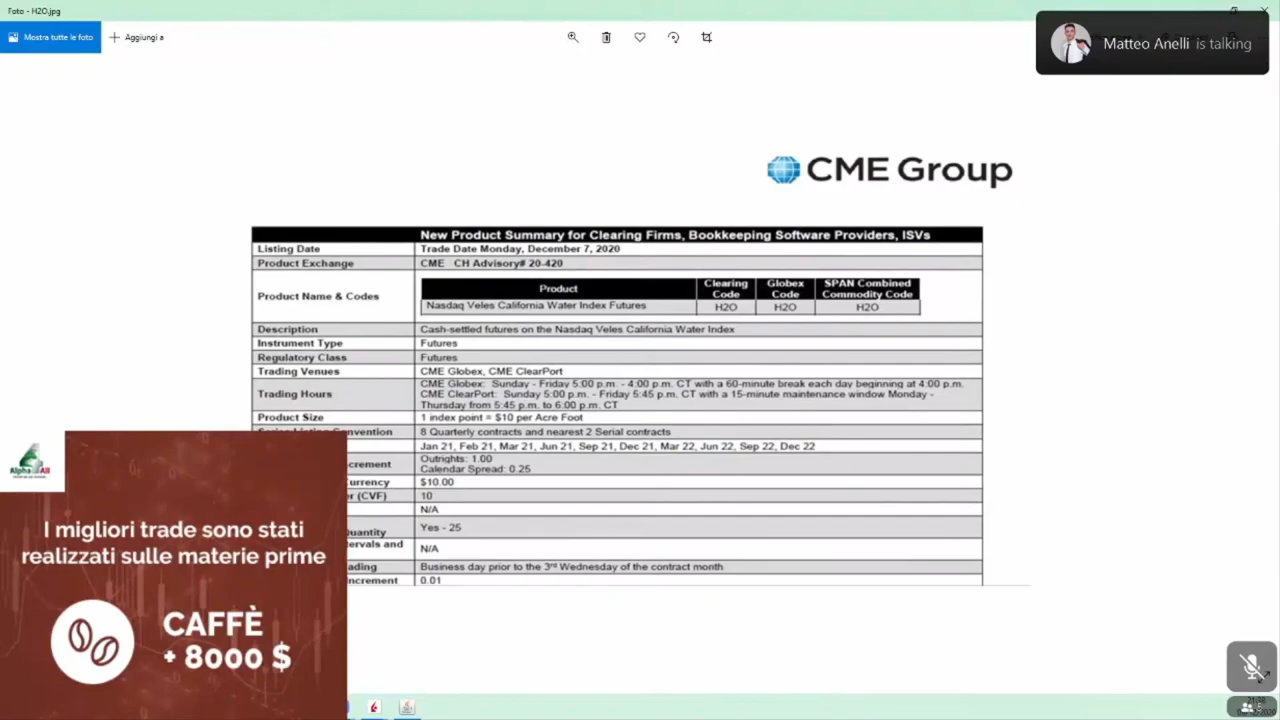 Foto - H2O.jpg
Mostra tutte le foto
Aggiungi a
Matteo Anelli is talking
CME Group
New Product Summary for Clearing Firms, Bookkeeping Software Providers, ISVs
Listing Date Trade Date Monday, December 7, 2020
Product Exchange CME CH Advisory# 20-420
Product Name & Codes
Product Clearing Code Globex Code SPAN Combined Commodity Code
Nasdaq Veles California Water Index Futures H2O H2O H2O
Description Cash-settled futures on the Nasdaq Veles California Water Index
Instrument Type Futures
Regulatory Class Futures
Trading Venues CME Globex, CME ClearPort
Trading Hours
CME Globex: Sunday - Friday 5:00 p.m. - 4:00 p.m. CT with a 60-minute break each day beginning at 4:00 p.m.
CME ClearPort: Sunday 5:00 p.m. - Friday 5:45 p.m. CT with a 15-minute maintenance window Monday -
Thursday from 5:45 p.m. to 6:00 p.m. CT
Product Size 1 index point = $10 per Acre Foot
Convention 8 Quarterly contracts and nearest 2 Serial contracts
Jan 21, Feb 21, Mar 21, Jun 21, Sep 21, Dec 21, Mar 22, Jun 22, Sep 22, Dec 22
crement Outrights: 1.00
Calendar Spread: 0.25
urrency $10.00
r (CVF) 10
N/A
uantity Yes - 25
ervals and N/A
ading Business day prior to the 3rd Wednesday of the contract month
ncrement 0.01
Alpha4All
I migliori trade sono stati
realizzati sulle materie prime
CAFFÈ
+ 8000 $